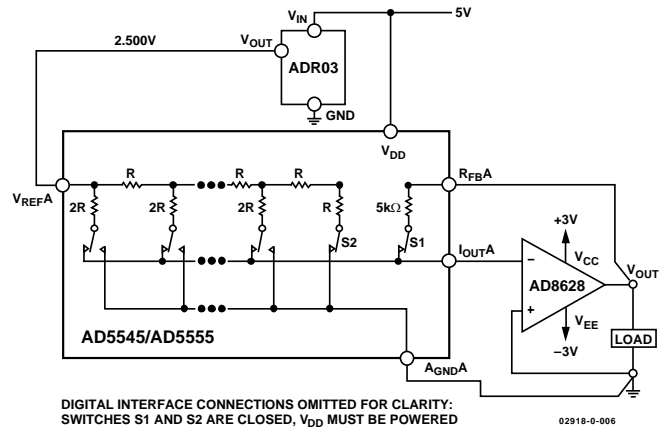 V_IN
5V
2.500V
V_OUT
ADR03
GND
V_DD
V_REFA
R
R
R
R_FBA
2R
2R
2R
R
5kΩ
S2
S1
+3V
V_CC
I_OUTA
V_OUT
−
AD8628
+
V_EE
LOAD
−3V
AD5545/AD5555
A_GNDA
DIGITAL INTERFACE CONNECTIONS OMITTED FOR CLARITY:
SWITCHES S1 AND S2 ARE CLOSED, V_DD MUST BE POWERED
02918-0-006